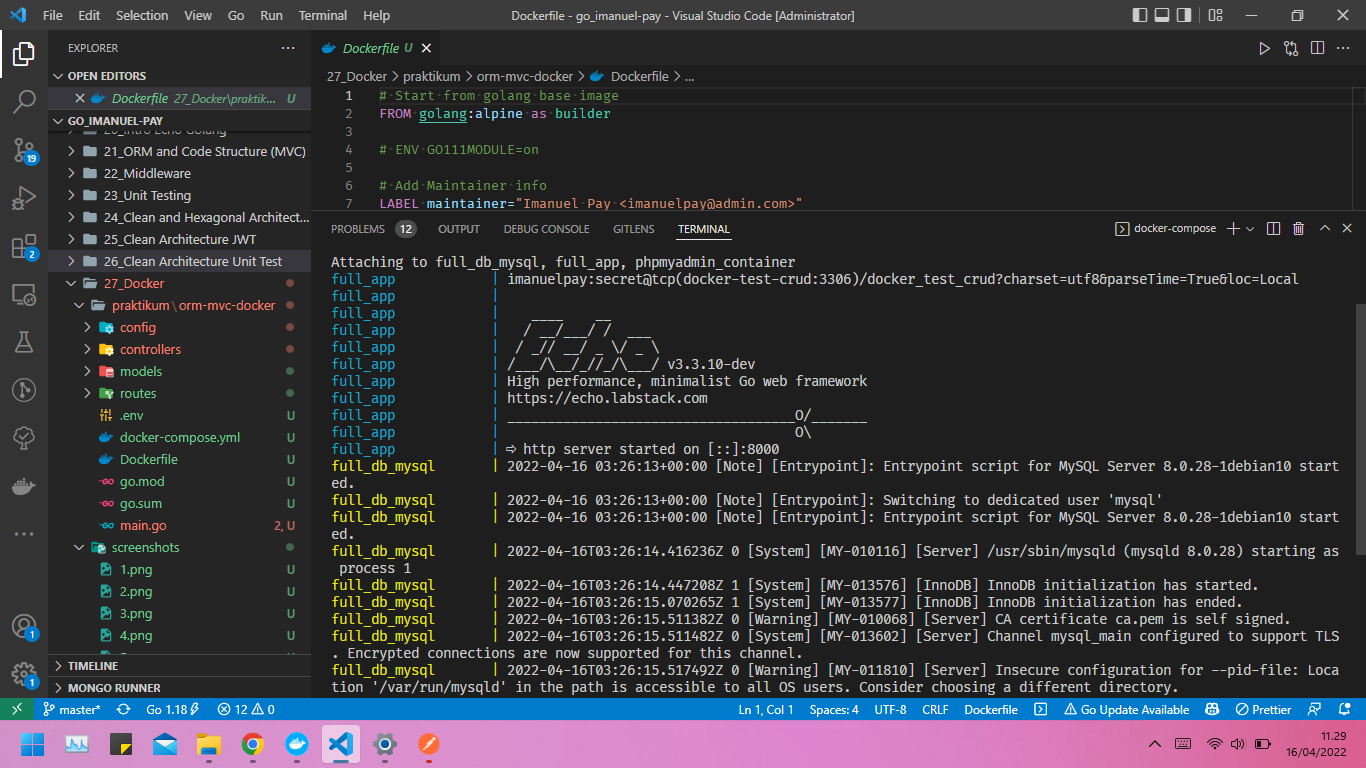 File Edit Selection View Go Run Terminal Help
Dockerfile - go_imanuel-pay - Visual Studio Code [Administrator]
EXPLORER
OPEN EDITORS
Dockerfile 27_Docker\praktik... U
GO_IMANUEL-PAY
21_ORM and Code Structure (MVC)
22_Middleware
23_Unit Testing
24_Clean and Hexagonal Architect...
25_Clean Architecture JWT
26_Clean Architecture Unit Test
27_Docker
praktikum\orm-mvc-docker
config
controllers
models
routes
.env U
docker-compose.yml U
Dockerfile U
go.mod U
go.sum U
main.go 2, U
screenshots
1.png U
2.png U
3.png U
4.png U
TIMELINE
MONGO RUNNER
19
2
1
1
Dockerfile U
27_Docker > praktikum > orm-mvc-docker > Dockerfile > ...
1 # Start from golang base image
2 FROM golang:alpine as builder
3
4 # ENV GO111MODULE=on
5
6 # Add Maintainer info
7 LABEL maintainer="Imanuel Pay <imanuelpay@admin.com>"
PROBLEMS 12 OUTPUT DEBUG CONSOLE GITLENS TERMINAL
docker-compose
Attaching to full_db_mysql, full_app, phpmyadmin_container
full_app | imanuelpay:secret@tcp(docker-test-crud:3306)/docker_test_crud?charset=utf8&parseTime=True&loc=Local
full_app |
full_app |    ____    __
full_app |   / __/___/ /  ___
full_app |  / _// __/ _ \/ _ \
full_app | /___/\__/_//_/\___/ v3.3.10-dev
full_app | High performance, minimalist Go web framework
full_app | https://echo.labstack.com
full_app | ____________________________________O/_______
full_app |                                     O\
full_app | ⇨ http server started on [::]:8000
full_db_mysql | 2022-04-16 03:26:13+00:00 [Note] [Entrypoint]: Entrypoint script for MySQL Server 8.0.28-1debian10 start
ed.
full_db_mysql | 2022-04-16 03:26:13+00:00 [Note] [Entrypoint]: Switching to dedicated user 'mysql'
full_db_mysql | 2022-04-16 03:26:13+00:00 [Note] [Entrypoint]: Entrypoint script for MySQL Server 8.0.28-1debian10 start
ed.
full_db_mysql | 2022-04-16T03:26:14.416236Z 0 [System] [MY-010116] [Server] /usr/sbin/mysqld (mysqld 8.0.28) starting as
process 1
full_db_mysql | 2022-04-16T03:26:14.447208Z 1 [System] [MY-013576] [InnoDB] InnoDB initialization has started.
full_db_mysql | 2022-04-16T03:26:15.070265Z 1 [System] [MY-013577] [InnoDB] InnoDB initialization has ended.
full_db_mysql | 2022-04-16T03:26:15.511382Z 0 [Warning] [MY-010068] [Server] CA certificate ca.pem is self signed.
full_db_mysql | 2022-04-16T03:26:15.511482Z 0 [System] [MY-013602] [Server] Channel mysql_main configured to support TLS
. Encrypted connections are now supported for this channel.
full_db_mysql | 2022-04-16T03:26:15.517492Z 0 [Warning] [MY-011810] [Server] Insecure configuration for --pid-file: Loca
tion '/var/run/mysqld' in the path is accessible to all OS users. Consider choosing a different directory.
master* Go 1.18 12 0 Ln 1, Col 1 Spaces: 4 UTF-8 CRLF Dockerfile Go Update Available Prettier
11.29
16/04/2022